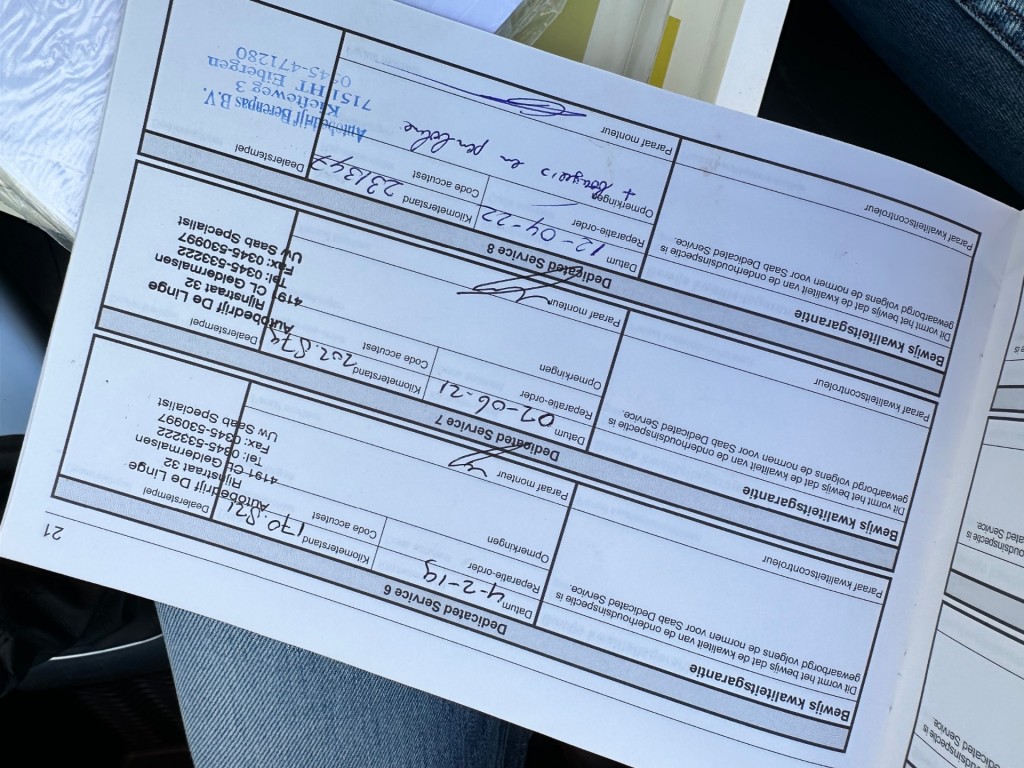 21
Dedicated Service 6
Bewijs kwaliteitsgarantie
Dit vormt het bewijs dat de kwaliteit van de onderhoudsinspectie is
gewaarborgd volgens de normen voor Saab Dedicated Service.
Paraaf kwaliteitscontroleur
Datum
4-2-19
Reparatie-order
Opmerkingen
Paraaf monteur
Kilometerstand
170.521
Code accutest
Dealerstempel
Autobedrijf De Linge
Rijnstraat 32
4191 CL Geldermalsen
Tel: 0345-533222
Fax: 0345-530997
Uw Saab Specialist
Dedicated Service 7
Bewijs kwaliteitsgarantie
Dit vormt het bewijs dat de kwaliteit van de onderhoudsinspectie is
gewaarborgd volgens de normen voor Saab Dedicated Service.
Paraaf kwaliteitscontroleur
Datum
02-06-21
Reparatie-order
Opmerkingen
Paraaf monteur
Kilometerstand
202.574
Code accutest
Dealerstempel
Autobedrijf De Linge
Rijnstraat 32
4191 CL Geldermalsen
Tel: 0345-533222
Fax: 0345-530997
Uw Saab Specialist
Dedicated Service 8
Bewijs kwaliteitsgarantie
Dit vormt het bewijs dat de kwaliteit van de onderhoudsinspectie is
gewaarborgd volgens de normen voor Saab Dedicated Service.
Paraaf kwaliteitscontroleur
Datum
12-04-22
Reparatie-order
Opmerkingen
+ bougie's en
Paraaf monteur
Kilometerstand
231347
Code accutest
Dealerstempel
Autobedrijf Berenpas B.V.
Kiefteweg 3
7151 HT Eibergen
0545-471280